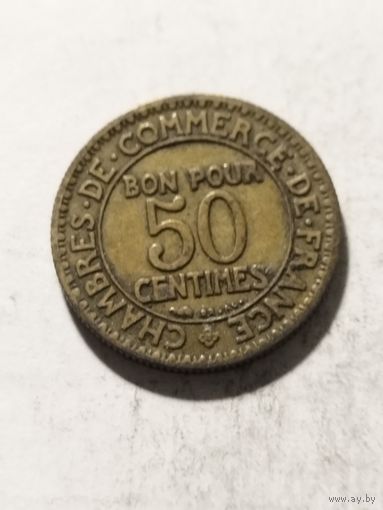 CHAMBRES·DE·COMMERCE·DE·FRANCE
BON POUR
50
CENTIMES
www.ay.by